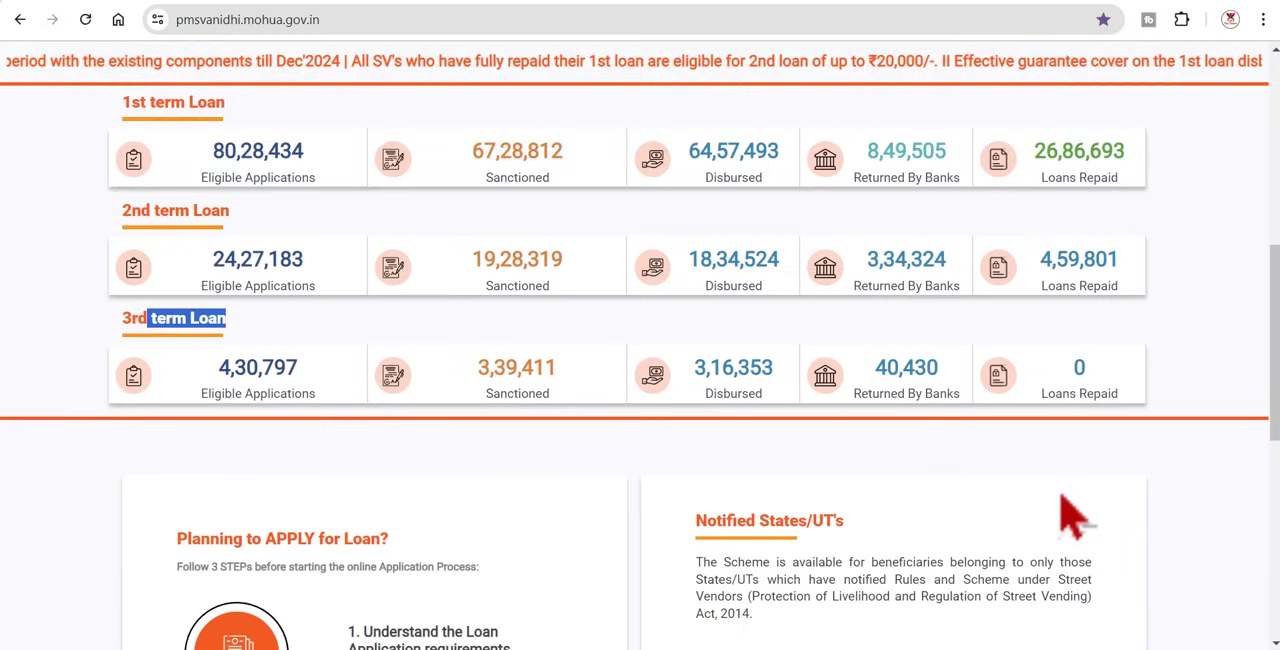 pmsvanidhi.mohua.gov.in
period with the existing components till Dec'2024 | All SV's who have fully repaid their 1st loan are eligible for 2nd loan of up to ₹20,000/-. II Effective guarantee cover on the 1st loan
1st term Loan
80,28,434 67,28,812 64,57,493 8,49,505 26,86,693
Eligible Applications Sanctioned Disbursed Returned By Banks Loans Repaid
2nd term Loan
24,27,183 19,28,319 18,34,524 3,34,324 4,59,801
Eligible Applications Sanctioned Disbursed Returned By Banks Loans Repaid
3rd term Loan
4,30,797 3,39,411 3,16,353 40,430 0
Eligible Applications Sanctioned Disbursed Returned By Banks Loans Repaid
Planning to APPLY for Loan?
Follow 3 STEPs before starting the online Application Process:
1. Understand the Loan
Application requirements
Notified States/UT's
The Scheme is available for beneficiaries belonging to only those
States/UTs which have notified Rules and Scheme under Street
Vendors (Protection of Livelihood and Regulation of Street Vending)
Act, 2014.